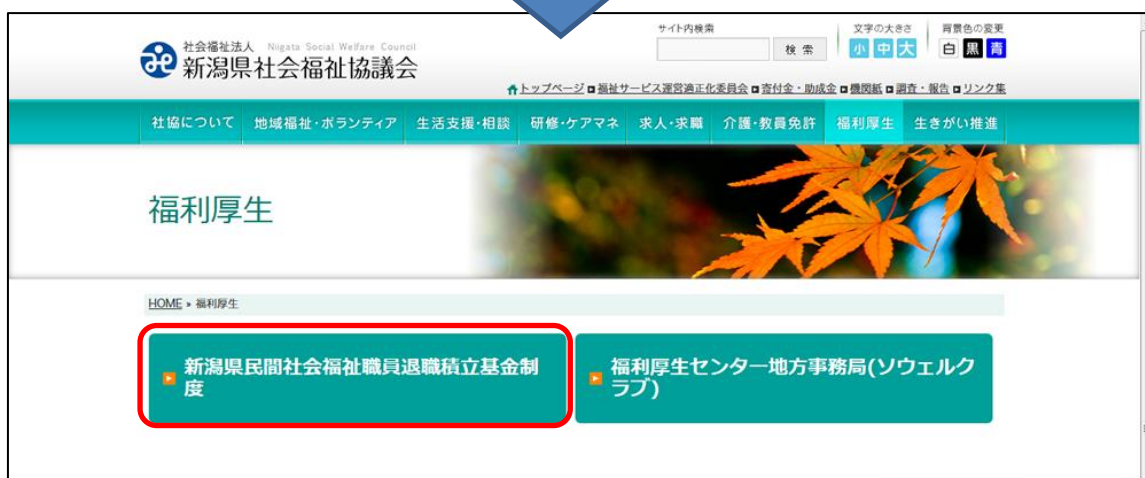 社会福祉法人 Niigata Social Welfare Council
新潟県社会福祉協議会
サイト内検索
検 索
文字の大きさ
小 中 大
背景色の変更
白 黒 青
トップページ 福祉サービス運営適正化委員会 寄付金・助成金 機関紙 調査・報告 リンク集
社協について 地域福祉・ボランティア 生活支援・相談 研修・ケアマネ 求人・求職 介護・教員免許 福利厚生 生きがい推進
福利厚生
HOME » 福利厚生
新潟県民間社会福祉職員退職積立基金制
度
福利厚生センター地方事務局(ソウェルク
ラブ)